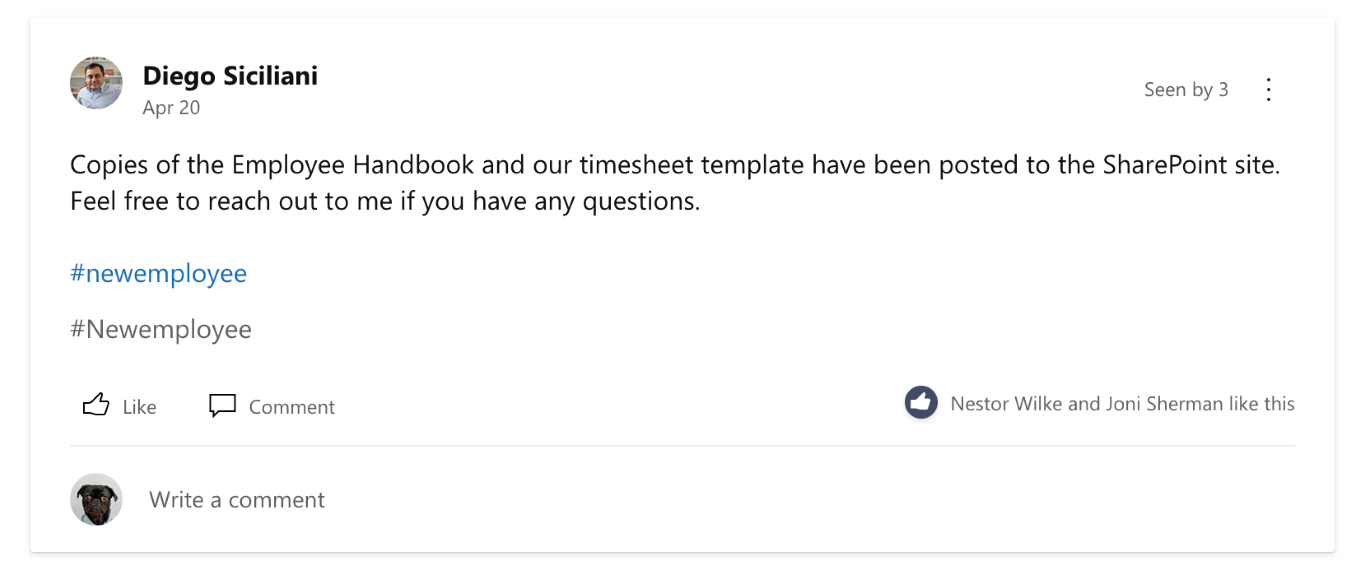 Diego Siciliani
Apr 20
Seen by 3
Copies of the Employee Handbook and our timesheet template have been posted to the SharePoint site.
Feel free to reach out to me if you have any questions.
#newemployee
#Newemployee
Like
Comment
Nestor Wilke and Joni Sherman like this
Write a comment